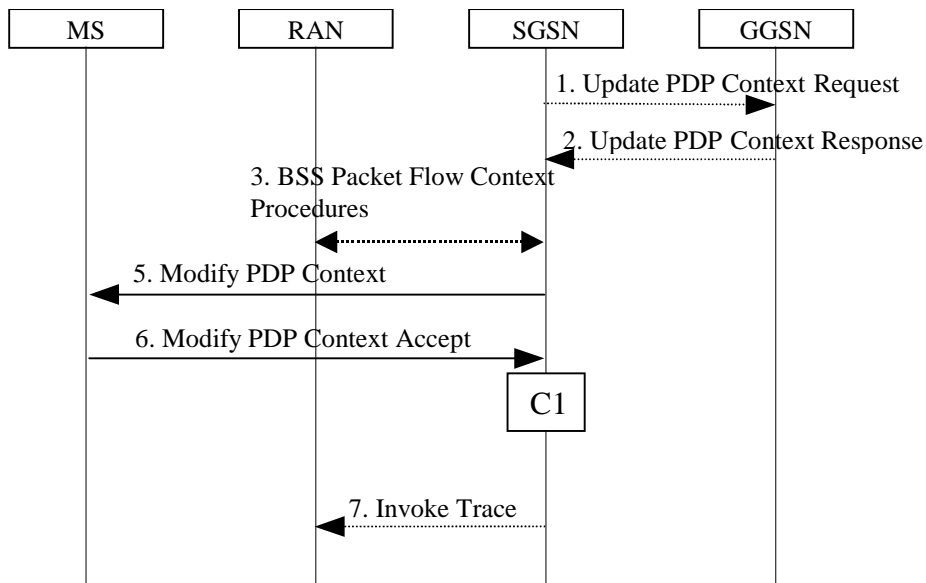 MS
RAN
SGSN
GGSN
1. Update PDP Context Request
2. Update PDP Context Response
3. BSS Packet Flow Context
Procedures
5. Modify PDP Context
6. Modify PDP Context Accept
C1
7. Invoke Trace